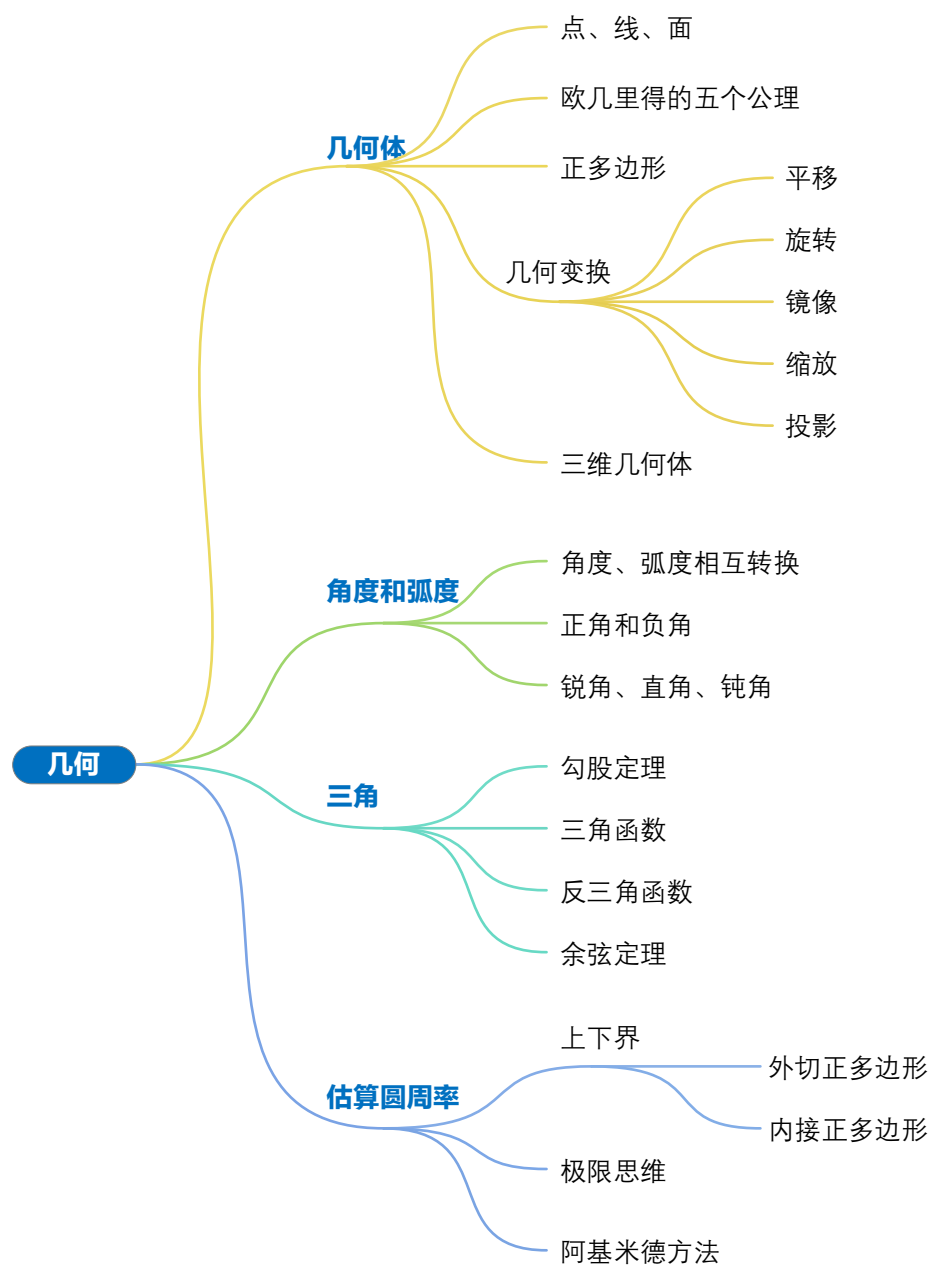 几何
几何体
点、线、面
欧几里得的五个公理
正多边形
几何变换
平移
旋转
镜像
缩放
投影
三维几何体
角度和弧度
角度、弧度相互转换
正角和负角
锐角、直角、钝角
三角
勾股定理
三角函数
反三角函数
余弦定理
估算圆周率
上下界
外切正多边形
内接正多边形
极限思维
阿基米德方法